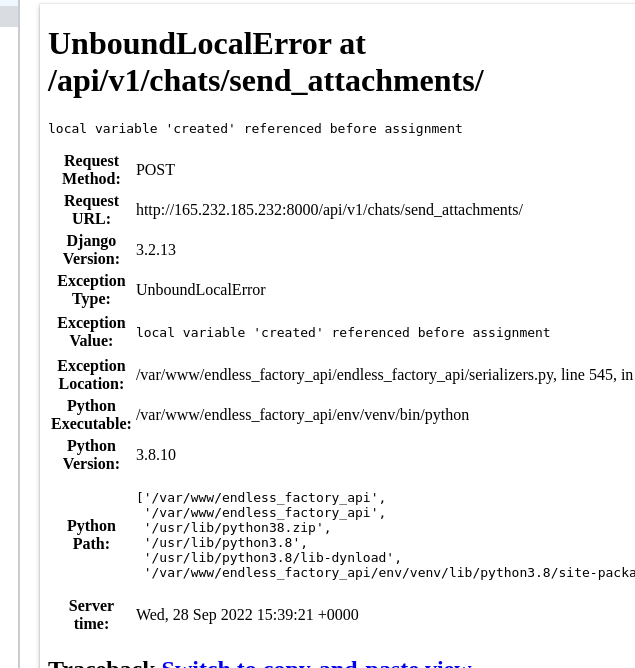 UnboundLocalError at
/api/v1/chats/send_attachments/
local variable 'created' referenced before assignment
Request Method: POST
Request URL: http://165.232.185.232:8000/api/v1/chats/send_attachments/
Django Version: 3.2.13
Exception Type: UnboundLocalError
Exception Value: local variable 'created' referenced before assignment
Exception Location: /var/www/endless_factory_api/endless_factory_api/serializers.py, line 545, in
Python Executable: /var/www/endless_factory_api/env/venv/bin/python
Python Version: 3.8.10
Python Path: ['/var/www/endless_factory_api',
'/var/www/endless_factory_api',
'/usr/lib/python38.zip',
'/usr/lib/python3.8',
'/usr/lib/python3.8/lib-dynload',
'/var/www/endless_factory_api/env/venv/lib/python3.8/site-packa
Server time: Wed, 28 Sep 2022 15:39:21 +0000
Traceback Switch to copy-and-paste view